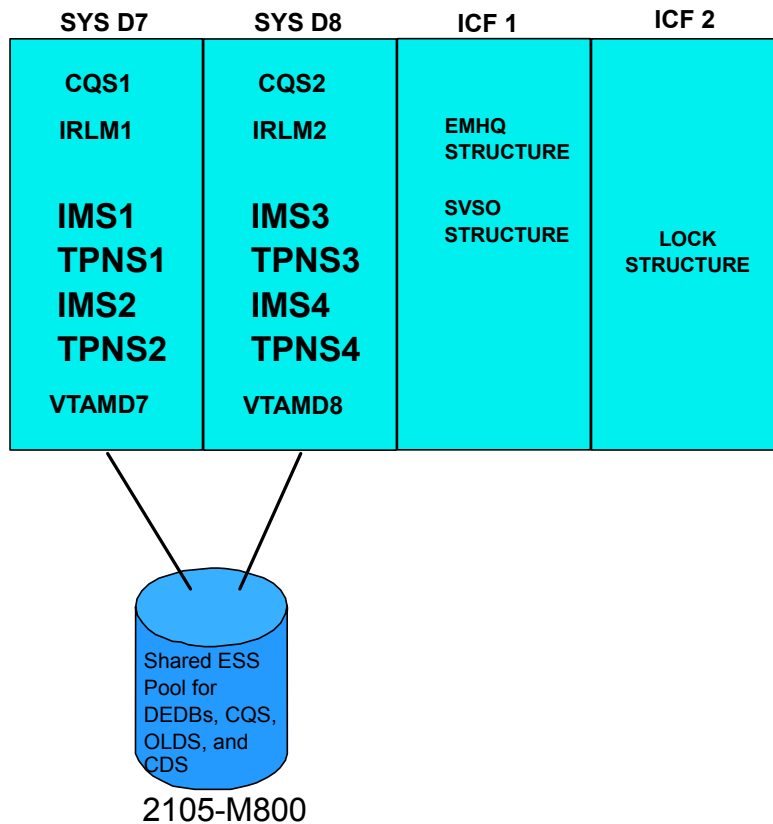 SYS D7
SYS D8
ICF 1
ICF 2
CQS1
IRLM1
IMS1
TPNS1
IMS2
TPNS2
VTAMD7
CQS2
IRLM2
IMS3
TPNS3
IMS4
TPNS4
VTAMD8
EMHQ
STRUCTURE
SVSO
STRUCTURE
LOCK
STRUCTURE
Shared ESS
Pool for
DEDBs, CQS,
OLDS, and
CDS
2105-M800